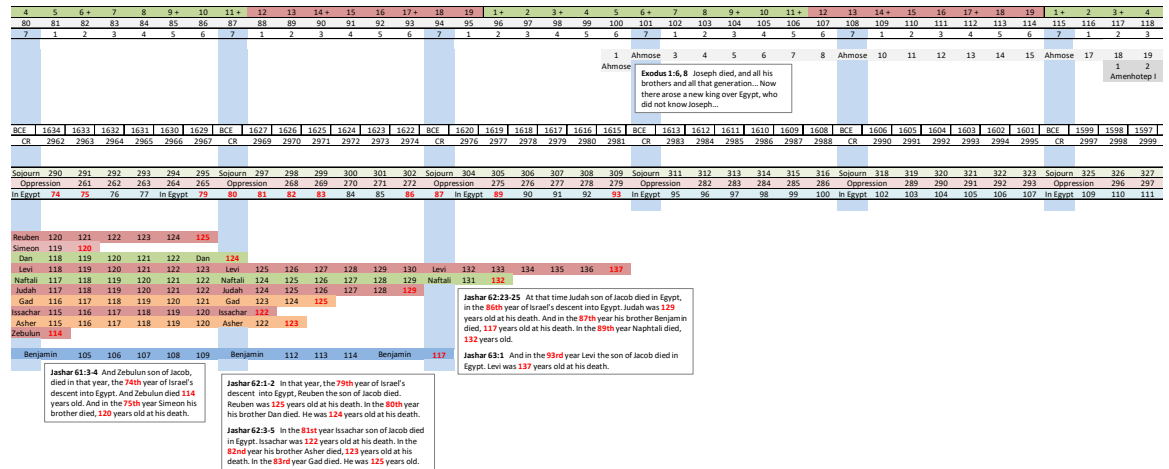 4 5 6 + 7 8 9 + 10 11 + 12 13 14 + 15 16 17 + 18 19 1 + 2 3 + 4 5 6 + 7 8 9 + 10 11 + 12 13 14 + 15 16 17 + 18 19 1 + 2 3 + 4
80 81 82 83 84 85 86 87 88 89 90 91 92 93 94 95 96 97 98 99 100 101 102 103 104 105 106 107 108 109 110 111 112 113 114 115 116 117 118
7 1 2 3 4 5 6 7 1 2 3 4 5 6 7 1 2 3 4 5 6 7 1 2 3 4 5 6 7 1 2 3 4 5 6 7 1 2 3
1 Ahmose 3 4 5 6 7 8 Ahmose 10 11 12 13 14 15 Ahmose 17 18 19
Ahmose 1 2
Amenhotep I
Exodus 1:6, 8 Joseph died, and all his
brothers and all that generation... Now
there arose a new king over Egypt, who
did not know Joseph...
BCE 1634 1633 1632 1631 1630 1629 BCE 1627 1626 1625 1624 1623 1622 BCE 1620 1619 1618 1617 1616 1615 BCE 1613 1612 1611 1610 1609 1608 BCE 1606 1605 1604 1603 1602 1601 BCE 1599 1598 1597
CR 2962 2963 2964 2965 2966 2967 CR 2969 2970 2971 2972 2973 2974 CR 2976 2977 2978 2979 2980 2981 CR 2983 2984 2985 2986 2987 2988 CR 2990 2991 2992 2993 2994 2995 CR 2997 2998 2999
Sojourn 290 291 292 293 294 295 Sojourn 297 298 299 300 301 302 Sojourn 304 305 306 307 308 309 Sojourn 311 312 313 314 315 316 Sojourn 318 319 320 321 322 323 Sojourn 325 326 327
Oppression 261 262 263 264 265 Oppression 268 269 270 271 272 Oppression 275 276 277 278 279 Oppression 282 283 284 285 286 Oppression 289 290 291 292 293 Oppression 296 297
In Egypt 74 75 76 77 In Egypt 79 80 81 82 83 84 85 86 87 In Egypt 89 90 91 92 93 In Egypt 95 96 97 98 99 100 In Egypt 102 103 104 105 106 107 In Egypt 109 110 111
Reuben 120 121 122 123 124 125
Simeon 119 120
Dan 118 119 120 121 122 Dan 124
Levi 118 119 120 121 122 123 Levi 125 126 127 128 129 130 Levi 132 133 134 135 136 137
Naftali 117 118 119 120 121 122 Naftali 124 125 126 127 128 129 Naftali 131 132
Judah 117 118 119 120 121 122 Judah 124 125 126 127 128 129
Gad 116 117 118 119 120 121 Gad 123 124 125
Issachar 115 116 117 118 119 120 Issachar 122
Asher 115 116 117 118 119 120 Asher 122 123
Zebulun 114
Benjamin 105 106 107 108 109 Benjamin 112 113 114 Benjamin 117
Jashar 62:23-25 At that time Judah son of Jacob died in Egypt,
in the 86th year of Israel's descent into Egypt. Judah was 129
years old at his death. And in the 87th year his brother Benjamin
died, 117 years old at his death. In the 89th year Naphtali died,
132 years old.
Jashar 63:1 And in the 93rd year Levi the son of Jacob died in
Egypt. Levi was 137 years old at his death.
Jashar 61:3-4 And Zebulun son of Jacob,
died in that year, the 74th year of Israel's
descent into Egypt. And Zebulun died 114
years old. And in the 75th year Simeon his
brother died, 120 years old at his death.
Jashar 62:1-2 In that year, the 79th year of Israel's
descent into Egypt, Reuben the son of Jacob died.
Reuben was 125 years old at his death. In the 80th year
his brother Dan died. He was 124 years old at his death.
Jashar 62:3-5 In the 81st year Issachar son of Jacob died
in Egypt. Issachar was 122 years old at his death. In the
82nd year his brother Asher died, 123 years old at his
death. In the 83rd year Gad died. He was 125 years old.